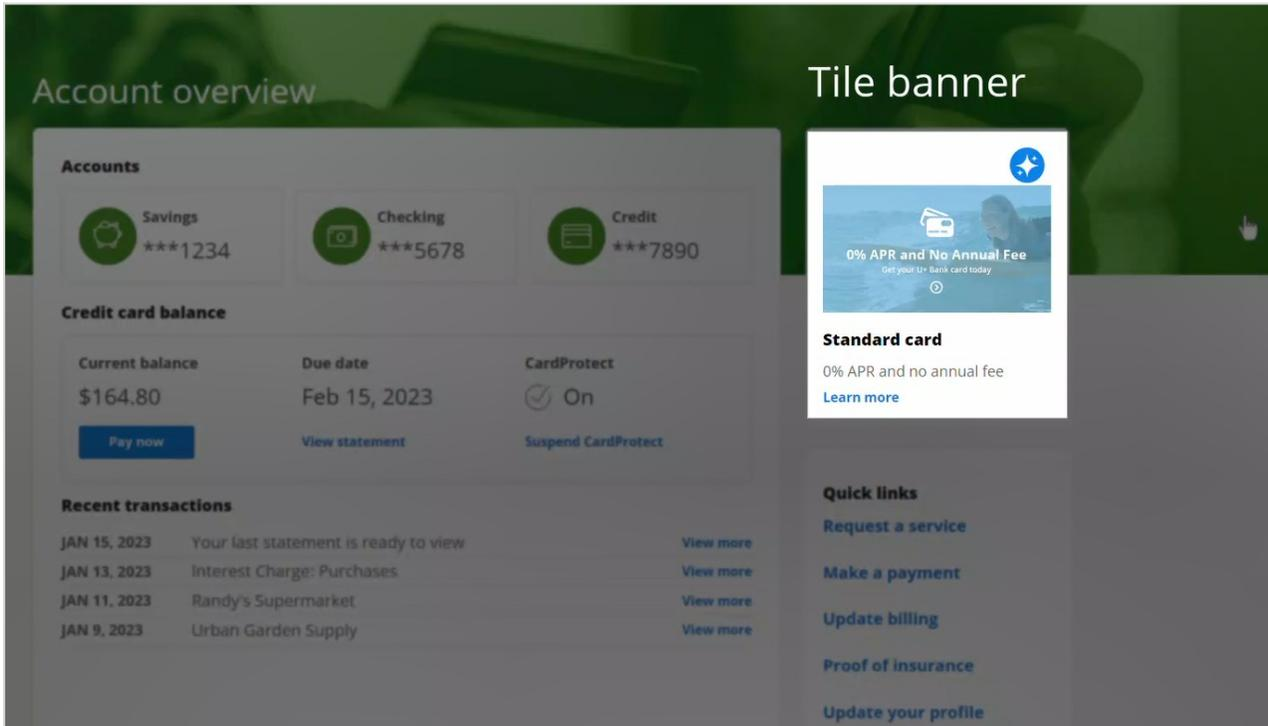 Account overview
Tile banner
Accounts
Savings
***1234
Checking
***5678
Credit
***7890
Credit card balance
Current balance
$164.80
Pay now
Due date
Feb 15, 2023
View statement
CardProtect
On
Suspend CardProtect
Recent transactions
JAN 15, 2023 Your last statement is ready to view View more
JAN 13, 2023 Interest Charge: Purchases View more
JAN 11, 2023 Randy's Supermarket View more
JAN 9, 2023 Urban Garden Supply View more
0% APR and No Annual Fee
Get your U+ Bank card today
Standard card
0% APR and no annual fee
Learn more
Quick links
Request a service
Make a payment
Update billing
Proof of insurance
Update your profile